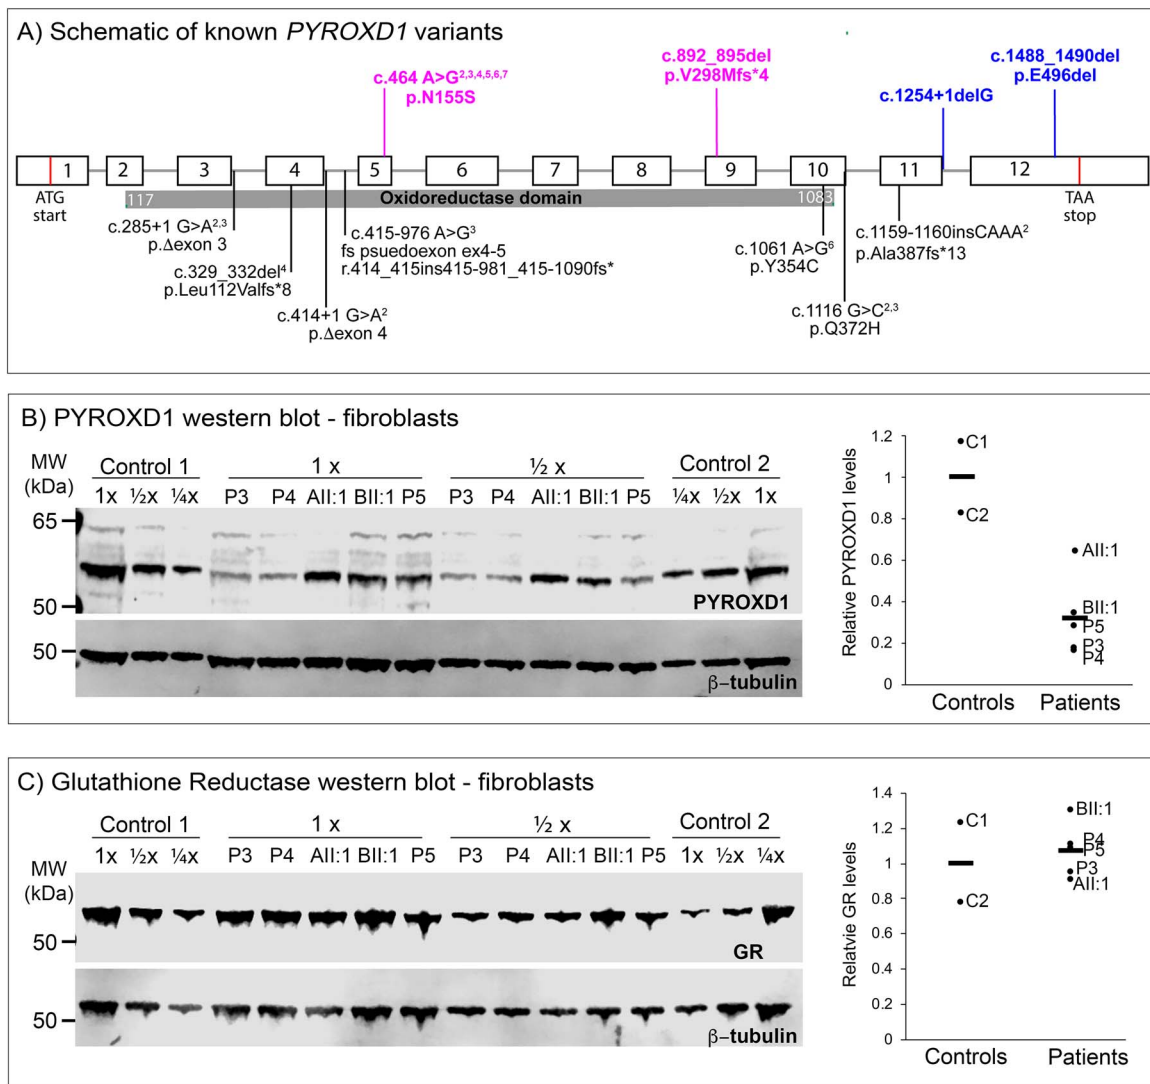 A) Schematic of known PYROXD1 variants
c.464 A>G2,3,4,5,6,7
p.N155S
c.892_895del
p.V298Mfs*4
c.1254+1delG
c.1488_1490del
p.E496del
1 2 3 4 5 6 7 8 9 10 11 12
ATG
start
117 Oxidoreductase domain 1083
TAA
stop
c.285+1 G>A2,3
p.Δexon 3
c.329_332del4
p.Leu112Valfs*8
c.414+1 G>A2
p.Δexon 4
c.415-976 A>G3
fs psuedoexon ex4-5
r.414_415ins415-981_415-1090fs*
c.1061 A>G6
p.Y354C
c.1116 G>C2,3
p.Q372H
c.1159-1160insCAAA2
p.Ala387fs*13
B) PYROXD1 western blot - fibroblasts
MW
(kDa)
Control 1 1 x ½ x Control 2
1x ½x ¼x P3 P4 AII:1 BII:1 P5 P3 P4 AII:1 BII:1 P5 ¼x ½x 1x
65
50
PYROXD1
50
β-tubulin
Relative PYROXD1 levels
1.2
1
0.8
0.6
0.4
0.2
0
C1
C2
AII:1
BII:1
P5
P3
P4
Controls Patients
C) Glutathione Reductase western blot - fibroblasts
MW
(kDa)
Control 1 1 x ½ x Control 2
1x ½x ¼x P3 P4 AII:1 BII:1 P5 P3 P4 AII:1 BII:1 P5 1x ½x ¼x
50
GR
50
β-tubulin
Relatvie GR levels
1.4
1.2
1
0.8
0.6
0.4
0.2
0
C1
C2
BII:1
P4
P5
P3
AII:1
Controls Patients